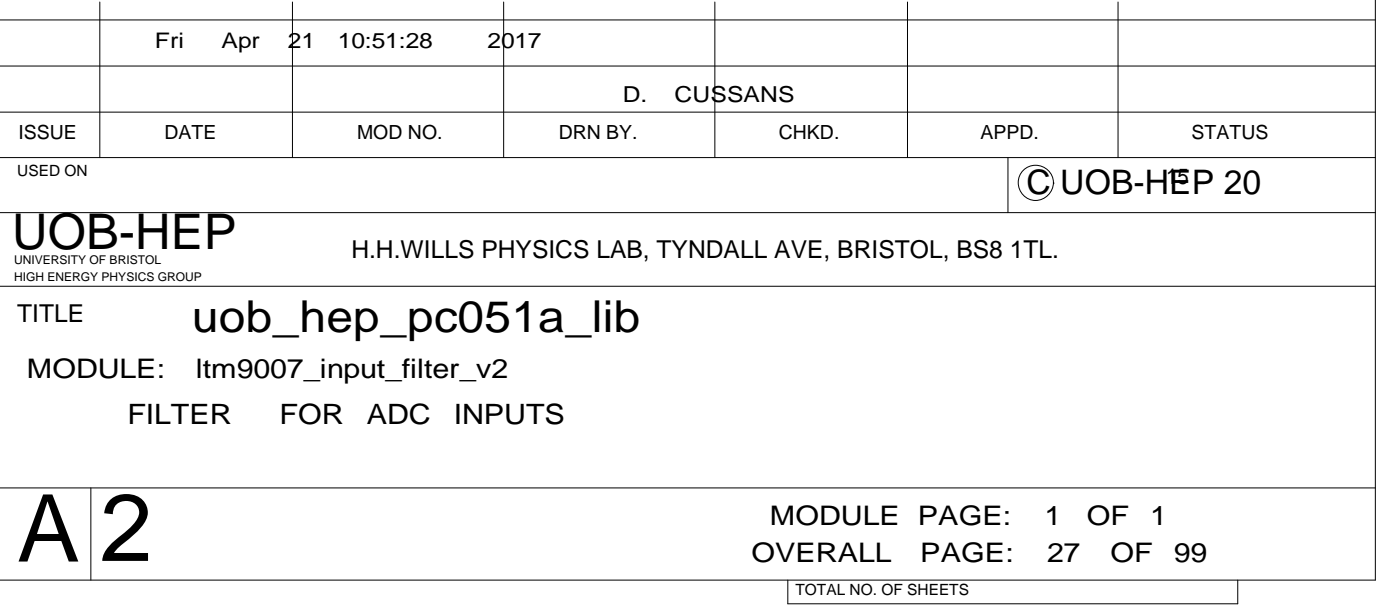 Fri Apr 21 10:51:28 2017
D. CUSSANS
ISSUE DATE MOD NO. DRN BY. CHKD. APPD. STATUS
USED ON
© UOB-HEP 20 15
UOB-HEP
UNIVERSITY OF BRISTOL
HIGH ENERGY PHYSICS GROUP
H.H.WILLS PHYSICS LAB, TYNDALL AVE, BRISTOL, BS8 1TL.
TITLE uob_hep_pc051a_lib
MODULE: ltm9007_input_filter_v2
FILTER FOR ADC INPUTS
A 2
MODULE PAGE: 1 OF 1
OVERALL PAGE: 27 OF 99
TOTAL NO. OF SHEETS